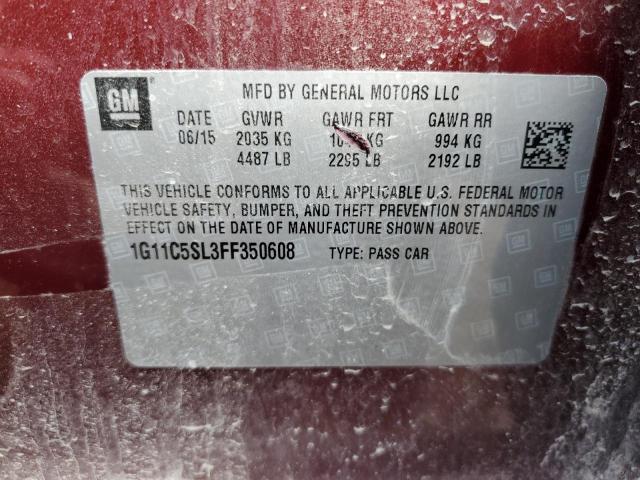 GM
MFD BY GENERAL MOTORS LLC
DATE GVWR GAWR FRT GAWR RR
06/15 2035 KG KG 994 KG
4487 LB 2295 LB 2192 LB
THIS VEHICLE CONFORMS TO ALL APPLICABLE U.S. FEDERAL MOTOR
VEHICLE SAFETY, BUMPER, AND THEFT PREVENTION STANDARDS IN
EFFECT ON THE DATE OF MANUFACTURE SHOWN ABOVE.
1G11C5SL3FF350608 TYPE: PASS CAR